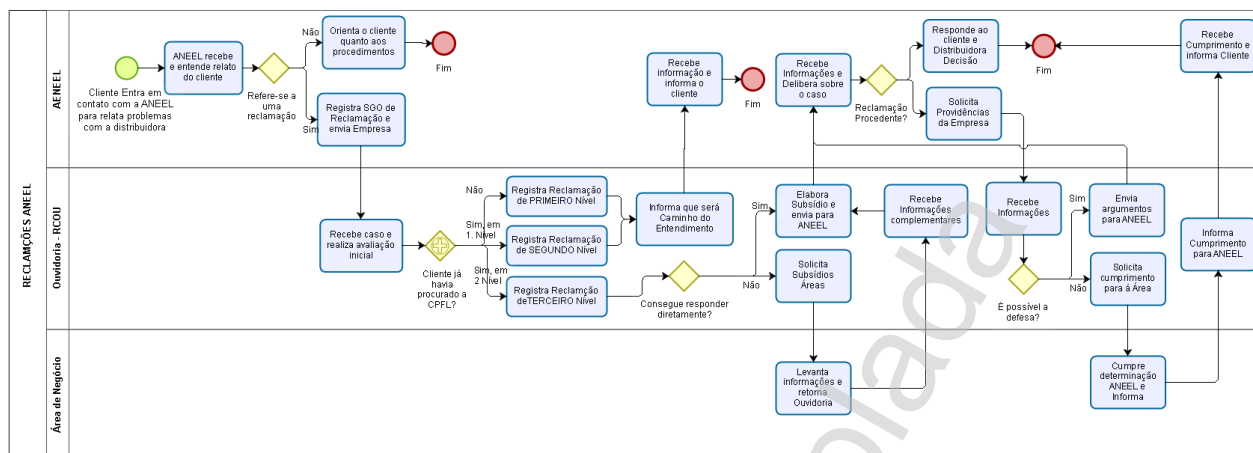 RECLAMÇÕES ANEEL
AENEEL
Cliente Entra em
contato com a ANEEL
para relata problemas
com a distribuidora
ANEEL recebe
e entende relato
do cliente
Refere-se a
uma
reclamação
Não
Orienta o cliente
quanto aos
procedimentos
Fim
Sim
Registra SGO de
Reclamação e
envia Empresa
Recebe
informação e
informa o
cliente
Fim
Recebe
Informações e
Delibera sobre
o caso
Reclamação
Procedente?
Responde ao
cliente e
Distribuidora
Decisão
Fim
Solicita
Providências
da Empresa
Recebe
Cumprimento e
informa Cliente
Ouvidoria - RCOU
Recebe caso e
realiza avaliação
inicial
Cliente já
havia
procurado a
CPFL?
Não
Registra Reclamação
de PRIMEIRO Nível
Sim, em
1. Nível
Registra Reclamação
de SEGUNDO Nível
Sim, em
2 Nível
Registra Reclamção
deTERCEIRO Nível
Informa que será
Caminho do
Entendimento
Consegue responder
diretamente?
Sim
Elabora
Subsídio e
envia para
ANEEL
Não
Solicita
Subsídios
Áreas
Recebe
Informações
complementares
Recebe
Informações
È possível a
defesa?
Sim
Envia
argumentos
para ANEEL
Não
Solicita
cumprimento
para á Área
Informa
Cumprimento
para ANEEL
Área de Negócio
Levanta
informações e
retorna
Ouvidoria
Cumpre
determinação
ANEEL e
Informa
olada